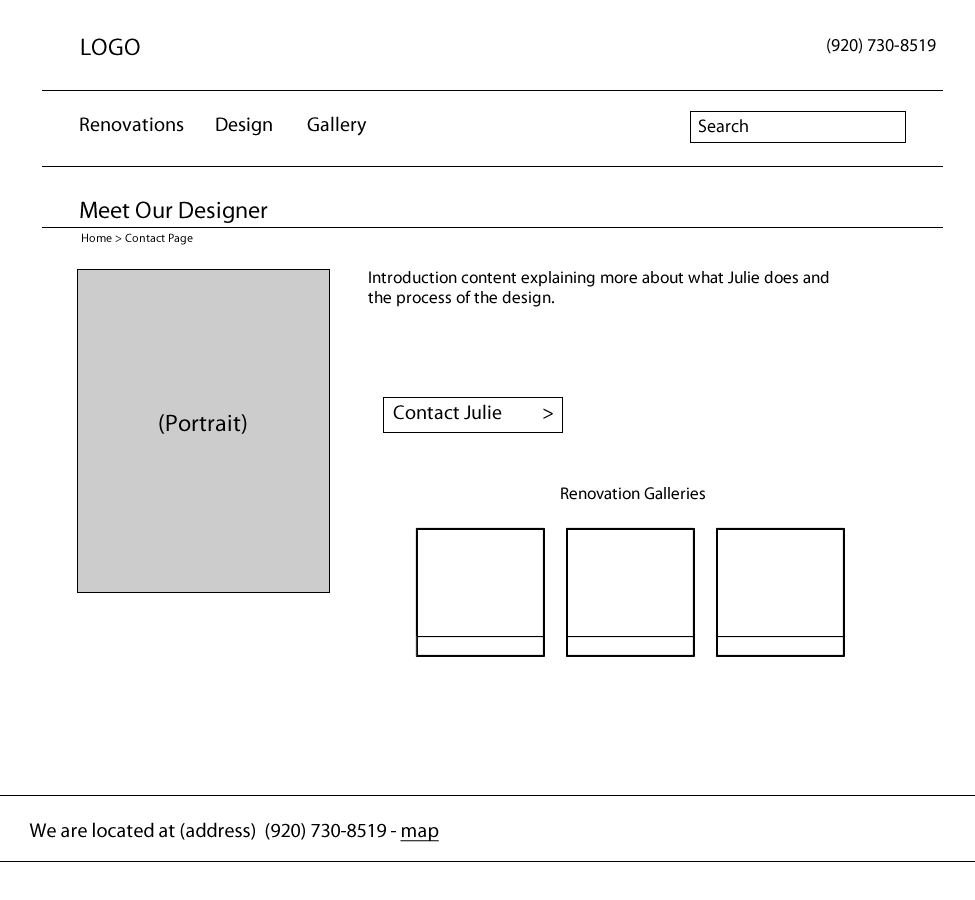 LOGO
(920) 730-8519
Renovations
Design
Gallery
Search
Meet Our Designer
Home > Contact Page
(Portrait)
Introduction content explaining more about what Julie does and
the process of the design.
Contact Julie >
Renovation Galleries
We are located at (address) (920) 730-8519 - map